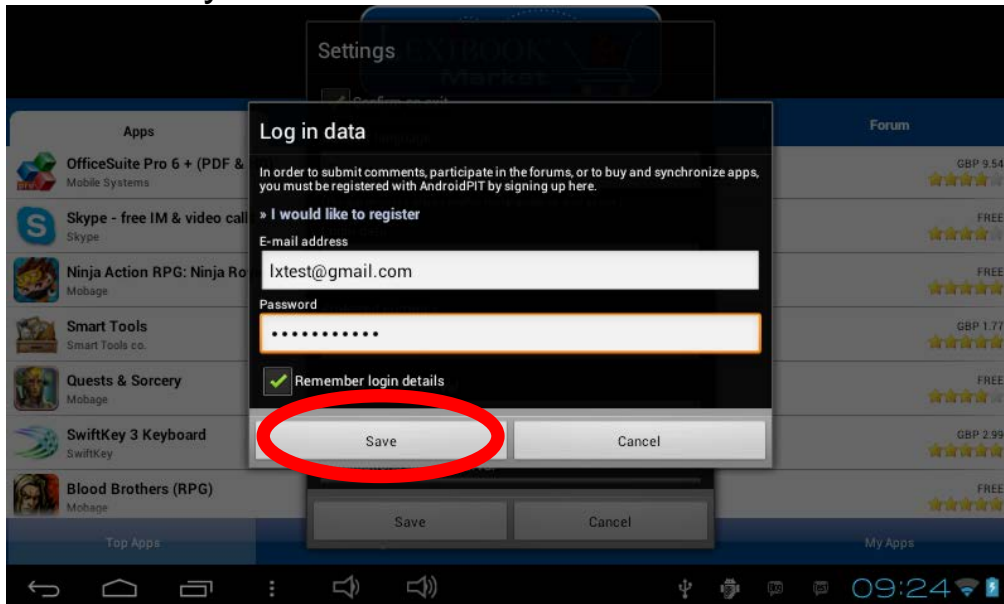 Settings
LEXIBOOK
Market
Confirm on exit
Apps
Forum
Log in data
In order to submit comments, participate in the forums, or to buy and synchronize apps,
you must be registered with AndroidPIT by signing up here.
» I would like to register
E-mail address
lxtest@gmail.com
Password
•••••••••••
Remember login details
Save Cancel
OfficeSuite Pro 6 + (PDF &
Mobile Systems
GBP 9.54
Skype - free IM & video call
Skype
FREE
Ninja Action RPG: Ninja Ro
Mobage
FREE
Smart Tools
Smart Tools co.
GBP 1.77
Quests & Sorcery
Mobage
FREE
SwiftKey 3 Keyboard
SwiftKey
GBP 2.99
Blood Brothers (RPG)
Mobage
FREE
Save Cancel
Top Apps
My Apps
09:24